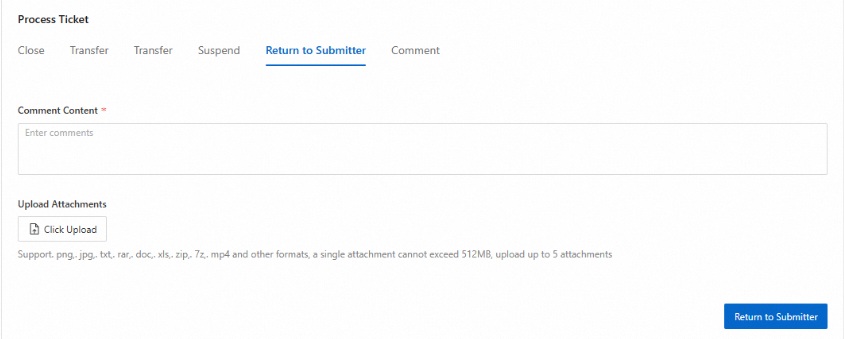 Process Ticket
Close Transfer Transfer Suspend Return to Submitter Comment
Comment Content *
Enter comments
Upload Attachments
Click Upload
Support. png,. jpg,. txt,. rar,. doc,. xls,. zip,. 7z,. mp4 and other formats, a single attachment cannot exceed 512MB, upload up to 5 attachments
Return to Submitter